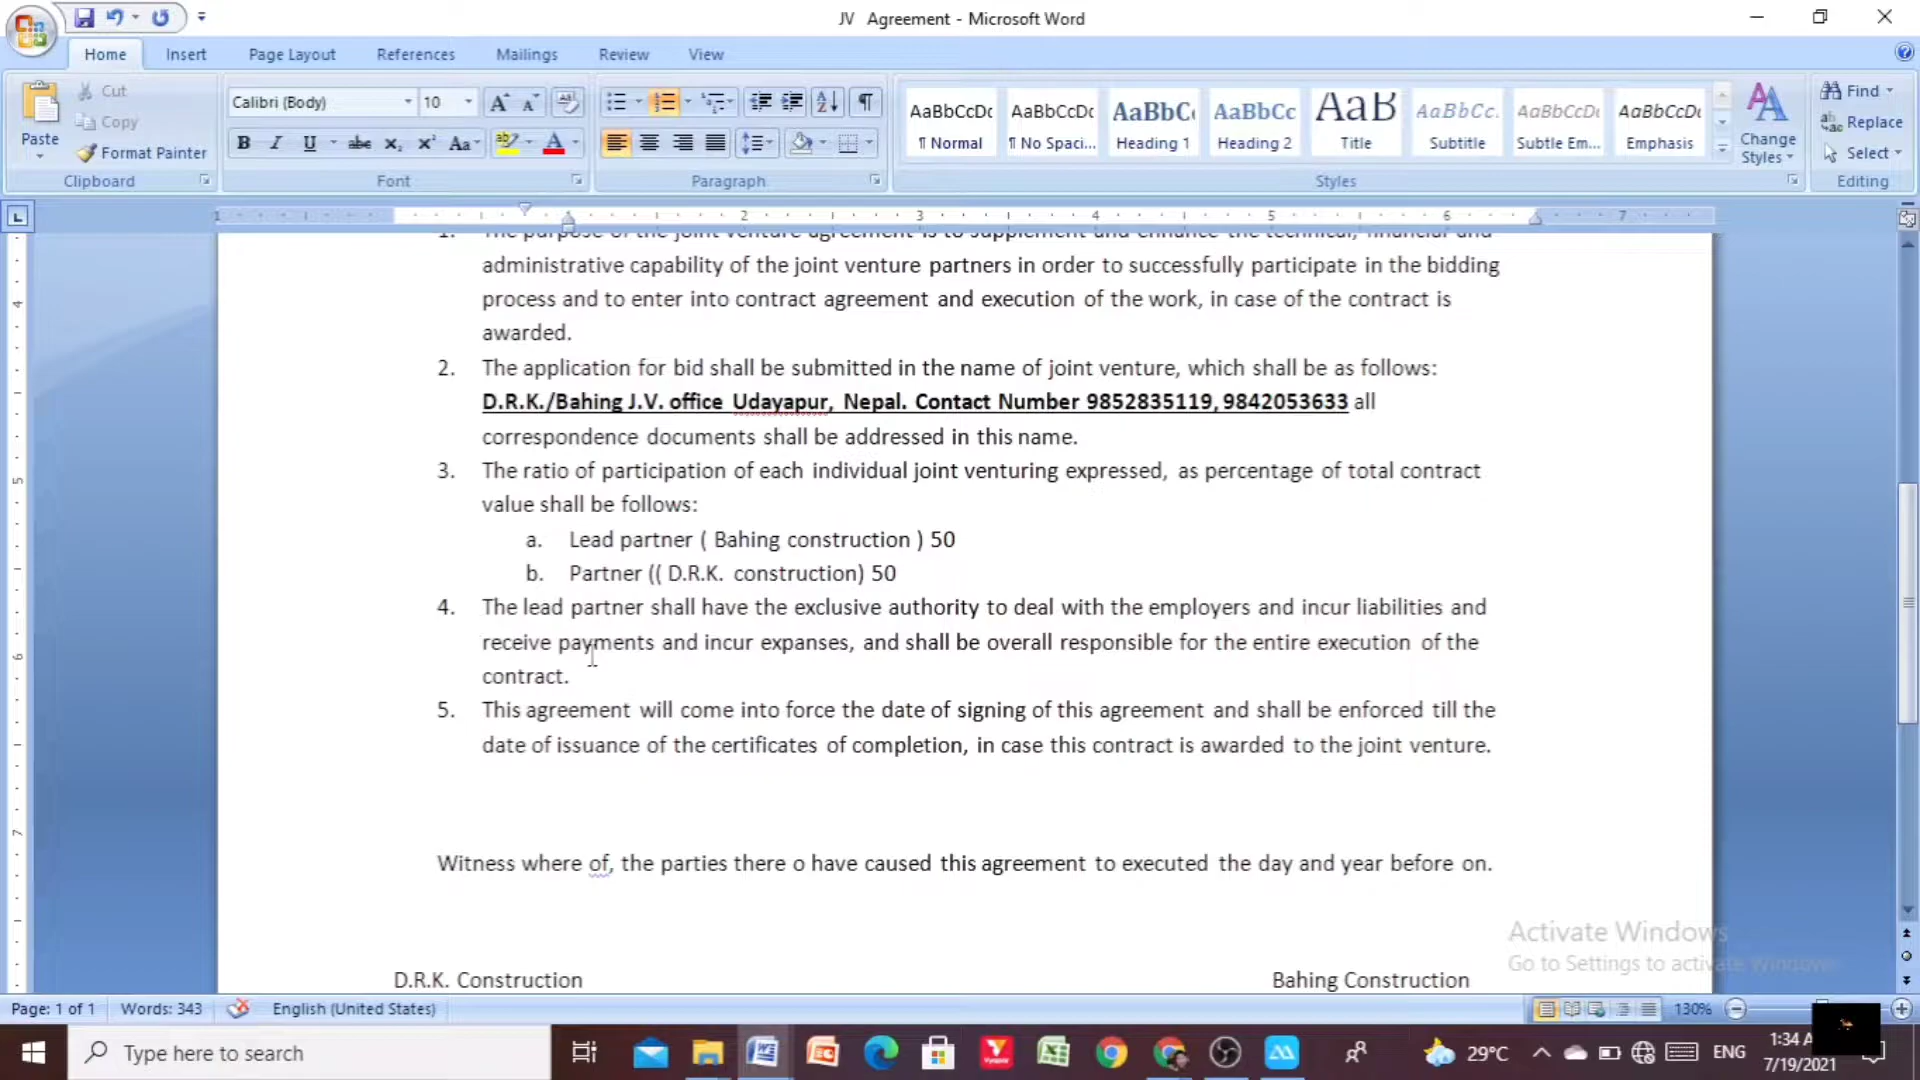 JV Agreement - Microsoft Word
Home Insert Page Layout References Mailings Review View
Paste
Cut
Copy
Format Painter
Clipboard
Calibri (Body) 10
Font
Paragraph
AaBbCcDc AaBbCcDc AaBbC AaBbCc AaB AaBbCc. AaBbCcDc AaBbCcDc
¶ Normal ¶ No Spaci... Heading 1 Heading 2 Title Subtitle Subtle Em... Emphasis
Change
Styles
Styles
Find
Replace
Select
Editing
1 1 2 3 4 5 6 7
1. The purpose of the joint venture agreement is to supplement and enhance the technical, financial and
administrative capability of the joint venture partners in order to successfully participate in the bidding
process and to enter into contract agreement and execution of the work, in case of the contract is
awarded.
2. The application for bid shall be submitted in the name of joint venture, which shall be as follows:
D.R.K./Bahing J.V. office Udayapur, Nepal. Contact Number 9852835119, 9842053633 all
correspondence documents shall be addressed in this name.
3. The ratio of participation of each individual joint venturing expressed, as percentage of total contract
value shall be follows:
a. Lead partner ( Bahing construction ) 50
b. Partner (( D.R.K. construction) 50
4. The lead partner shall have the exclusive authority to deal with the employers and incur liabilities and
receive payments and incur expanses, and shall be overall responsible for the entire execution of the
contract.
5. This agreement will come into force the date of signing of this agreement and shall be enforced till the
date of issuance of the certificates of completion, in case this contract is awarded to the joint venture.
Witness where of, the parties there o have caused this agreement to executed the day and year before on.
D.R.K. Construction Bahing Construction
Activate Windows
Go to Settings to activate Windows.
Page: 1 of 1 Words: 343 English (United States) 130%
Type here to search
29°C ENG
1:34 A
7/19/2021